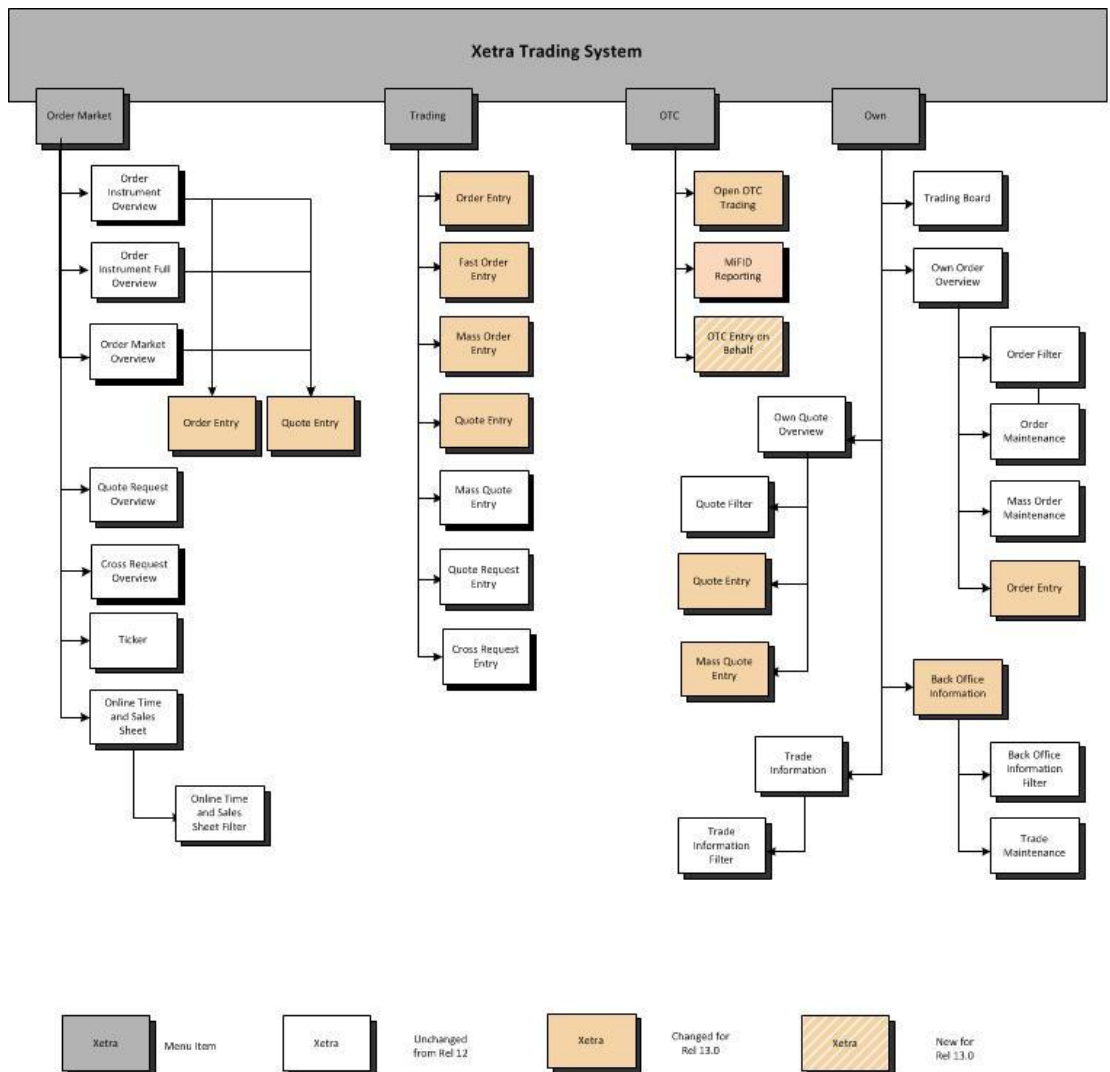 Xetra Trading System
Order Market
Trading
OTC
Own
Order
Instrument
Overview
Order
Instrument Full
Overview
Order Market
Overview
Order Entry
Quote Entry
Quote Request
Overview
Cross Request
Overview
Ticker
Online Time
and Sales
Sheet
Online Time
and Sales
Sheet Filter
Order Entry
Fast Order
Entry
Mass Order
Entry
Quote Entry
Mass Quote
Entry
Quote Request
Entry
Cross Request
Entry
Open OTC
Trading
MiFID
Reporting
OTC Entry on
Behalf
Trading Board
Own Order
Overview
Order Filter
Order
Maintenance
Mass Order
Maintenance
Order Entry
Own Quote
Overview
Quote Filter
Quote Entry
Mass Quote
Entry
Back Office
Information
Back Office
Information
Filter
Trade
Maintenance
Trade
Information
Trade
Information
Filter
Xetra
Menu Item
Xetra
Unchanged
from Rel 12
Xetra
Changed for
Rel 13.0
Xetra
New for
Rel 13.0